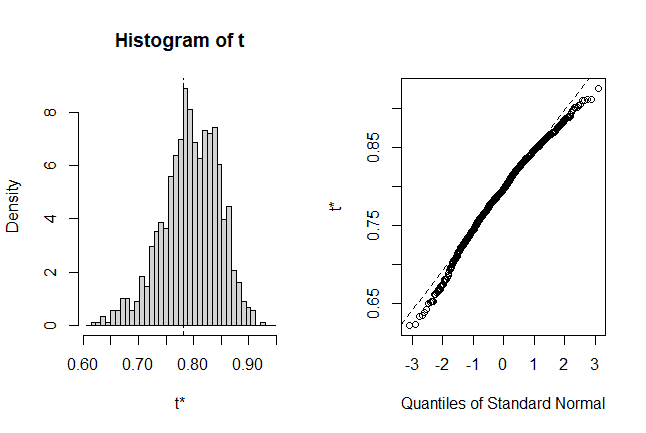 Histogram of t
Density
0 2 4 6 8
0.60 0.70 0.80 0.90
t*
t*
0.65 0.75 0.85
-3 -2 -1 0 1 2 3
Quantiles of Standard Normal